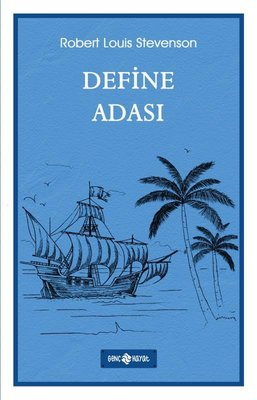 Robert Louis Stevenson
DEFİNE
ADASI
GENÇ HAYAT